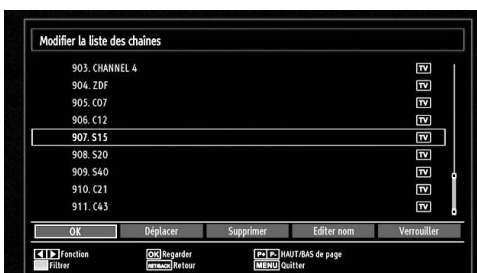 Modifier la liste des chaînes
903. CHANNEL 4 TV
904. ZDF TV
905. C07 TV
906. C12 TV
907. S15 TV
908. S20 TV
909. S40 TV
910. C21 TV
911. C43 TV
OK Déplacer Supprimer Editer nom Verrouiller
Fonction OK Regarder P+ P- HAUT/BAS de page
Filtrer RET/BACK Retour MENU Quitter